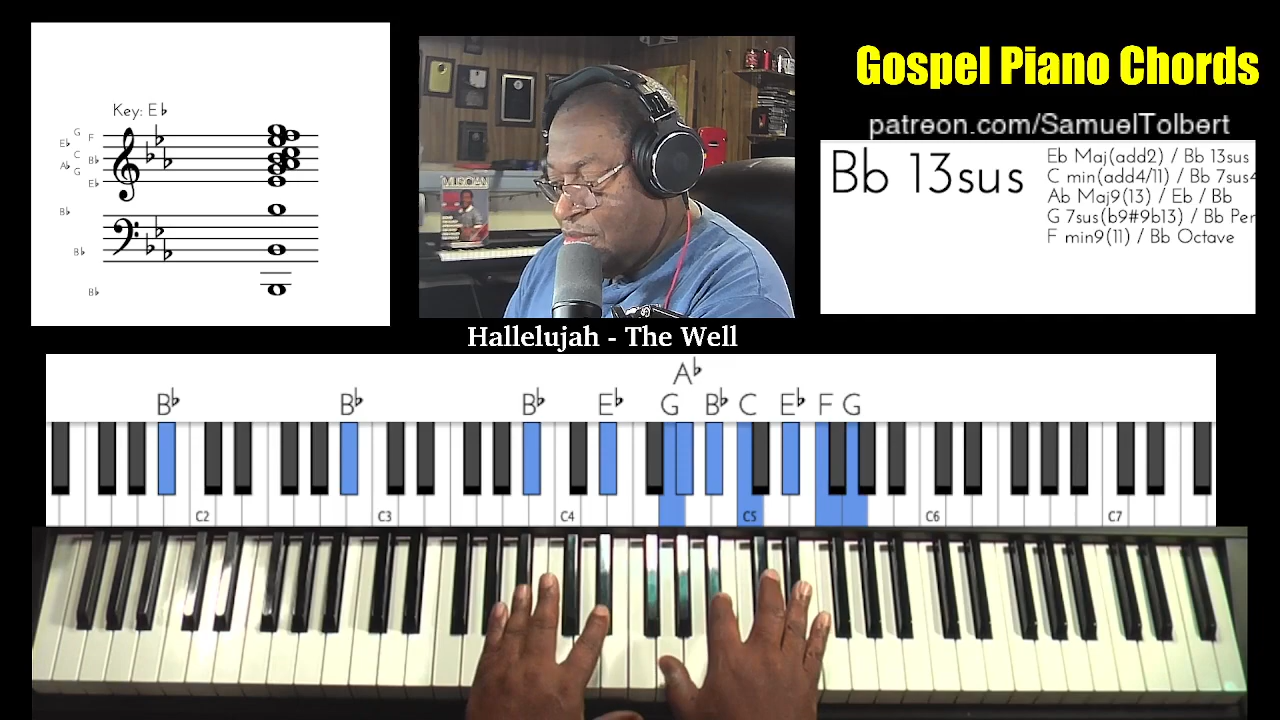 Gospel Piano Chords
patreon.com/SamuelTolbert
Key: E♭
G
F
E♭
C
B♭
A♭
G
E♭
B♭
B♭
B♭
MUSICIAN
Bb 13sus
Eb Maj(add2) / Bb 13sus
C min(add4/11) / Bb 7sus4
Ab Maj9(13) / Eb / Bb
G 7sus(b9#9b13) / Bb Per
F min9(11) / Bb Octave
Hallelujah - The Well
A♭
B♭ B♭ B♭ E♭ G B♭ C E♭ F G
C2 C3 C4 C5 C6 C7